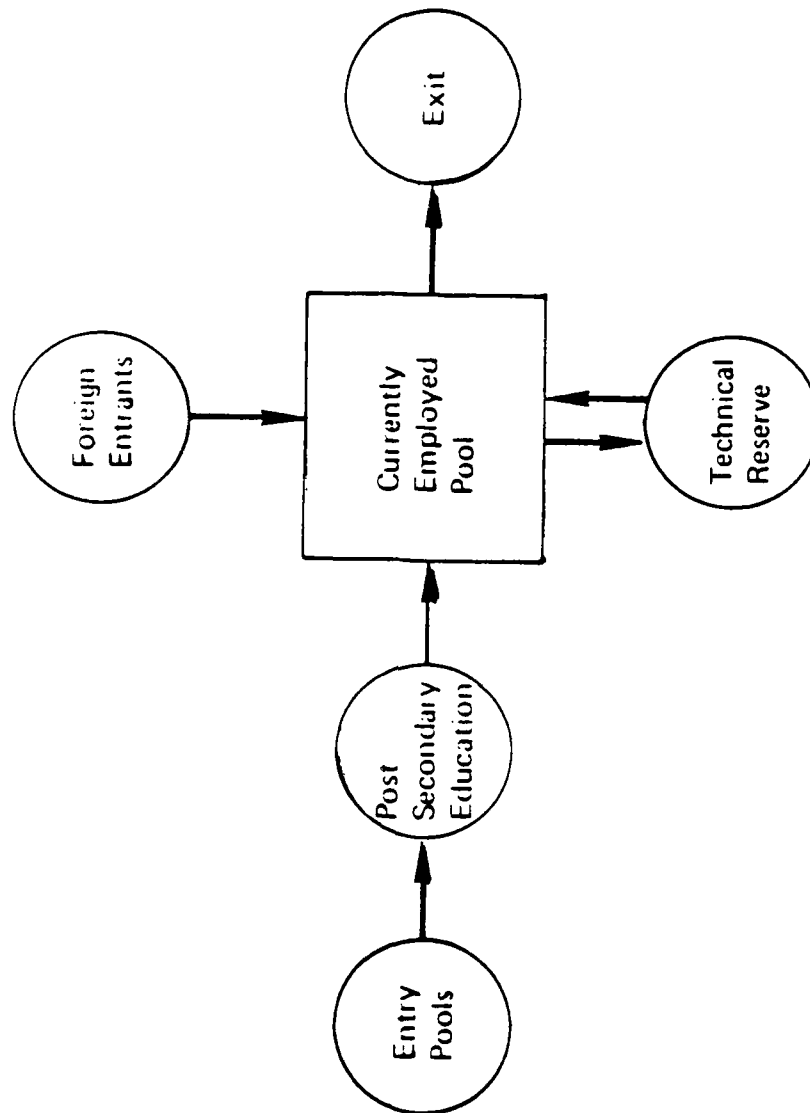 Foreign
Entrants
Entry
Pools
Post
Secondary
Education
Currently
Employed
Pool
Exit
Technical
Reserve